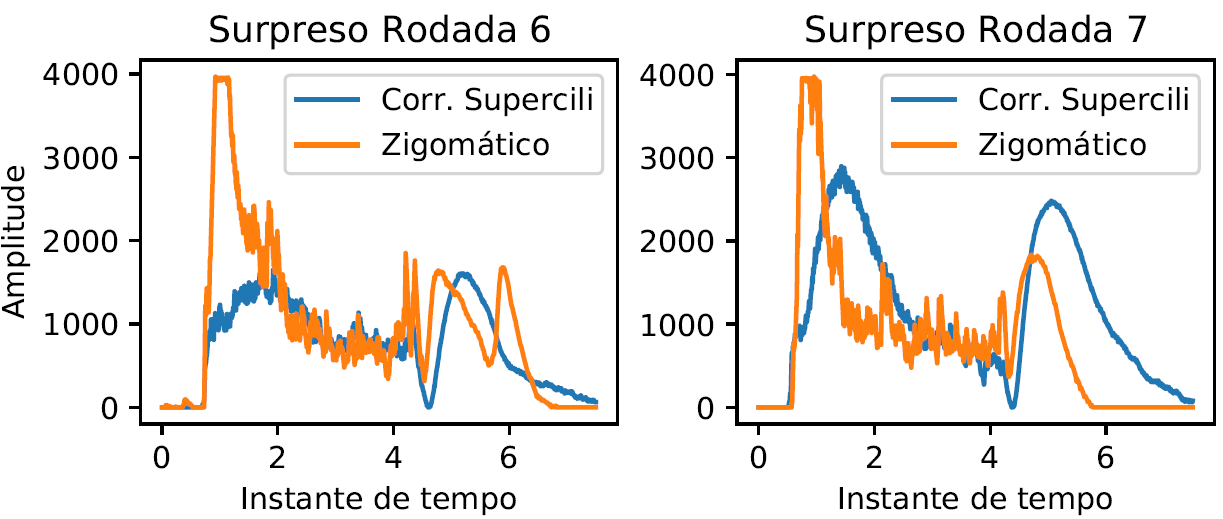 Surpreso Rodada 6
Amplitude
4000
3000
2000
1000
0
Corr. Supercili
Zigomático
0 2 4 6
Instante de tempo
Surpreso Rodada 7
4000
3000
2000
1000
0
Corr. Supercili
Zigomático
0 2 4 6
Instante de tempo